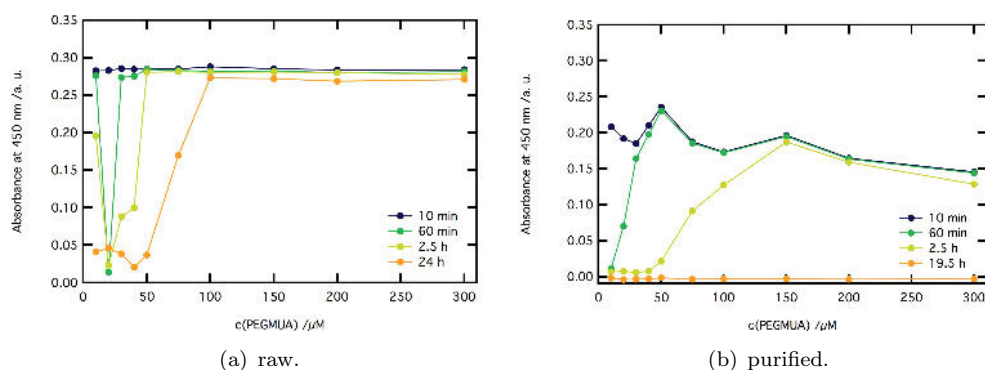 0.35
0.30
0.25
0.20
0.15
0.10
0.05
0.00
Absorbance at 450 nm /a. u.
10 min
60 min
2.5 h
24 h
0 50 100 150 200 250 300
c(PEGMUA) /µM
(a) raw.
0.35
0.30
0.25
0.20
0.15
0.10
0.05
0.00
Absorbance at 450 nm /a. u.
10 min
60 min
2.5 h
19.5 h
0 50 100 150 200 250 300
c(PEGMUA) /µM
(b) purified.